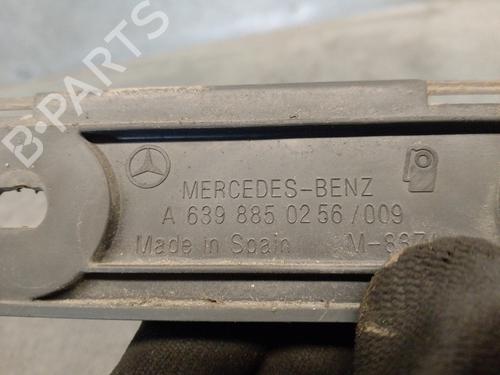 B-PARTS
MERCEDES-BENZ
A 639 885 02 56/009
Made in Spain